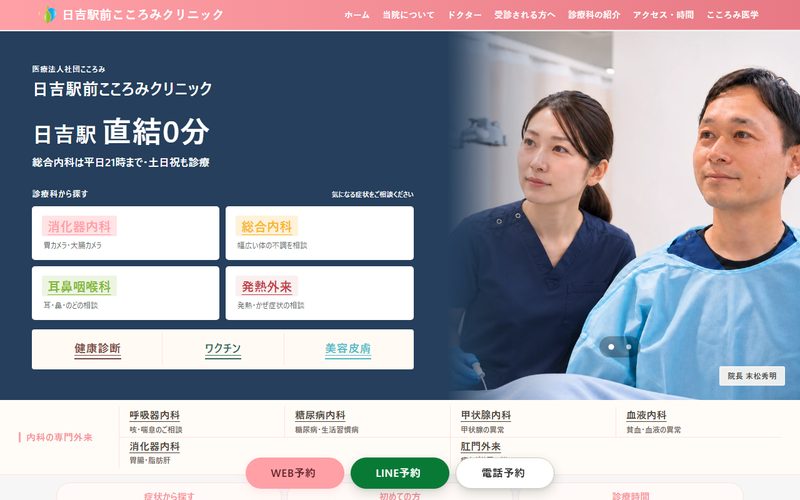 日吉駅前こころみクリニック
ホーム 当院について ドクター 受診される方へ 診療科の紹介 アクセス・時間 こころみ医学
医療法人社団こころみ
日吉駅前こころみクリニック
日吉駅 直結0分
総合内科は平日21時まで・土日祝も診療
診療科から探す 気になる症状をご相談ください
消化器内科 総合内科
胃カメラ・大腸カメラ 幅広い体の不調を相談
耳鼻咽喉科 発熱外来
耳・鼻・のどの相談 発熱・かぜ症状の相談
健康診断 ワクチン 美容皮膚
院長 末松秀明
内科の専門外来
呼吸器内科 糖尿病内科 甲状腺内科 血液内科
咳・喘息のご相談 糖尿病・生活習慣病 甲状腺の異常 貧血・血液の異常
消化器内科 肛門外来
胃腸・脂肪肝
WEB予約 LINE予約 電話予約
症状から探す 初めての方 診療時間